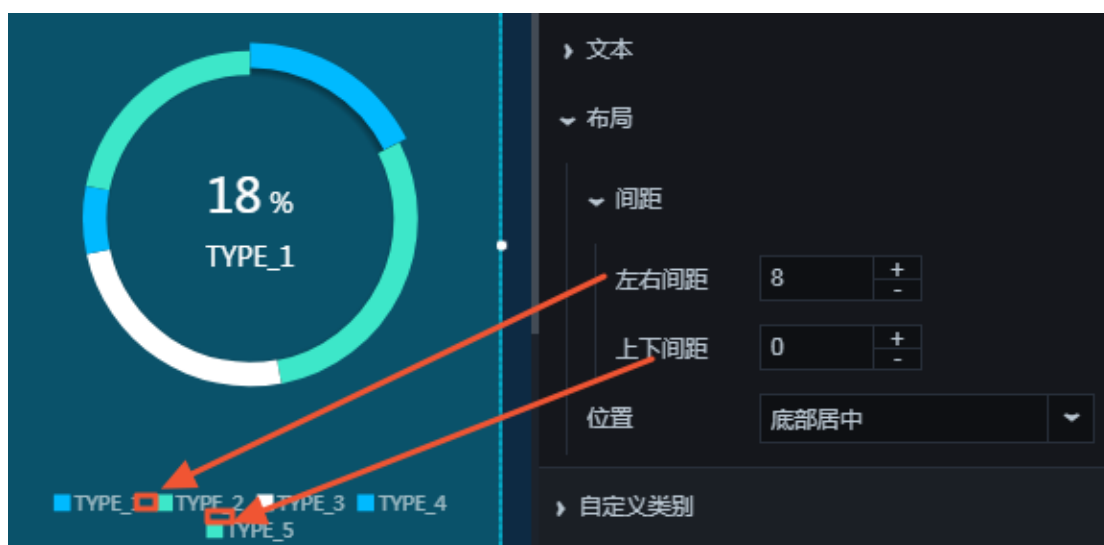 18 %
TYPE_1
TYPE_1 TYPE_2 TYPE_3 TYPE_4
TYPE_5
文本
布局
间距
左右间距 8 + -
上下间距 0 + -
位置 底部居中
自定义类别